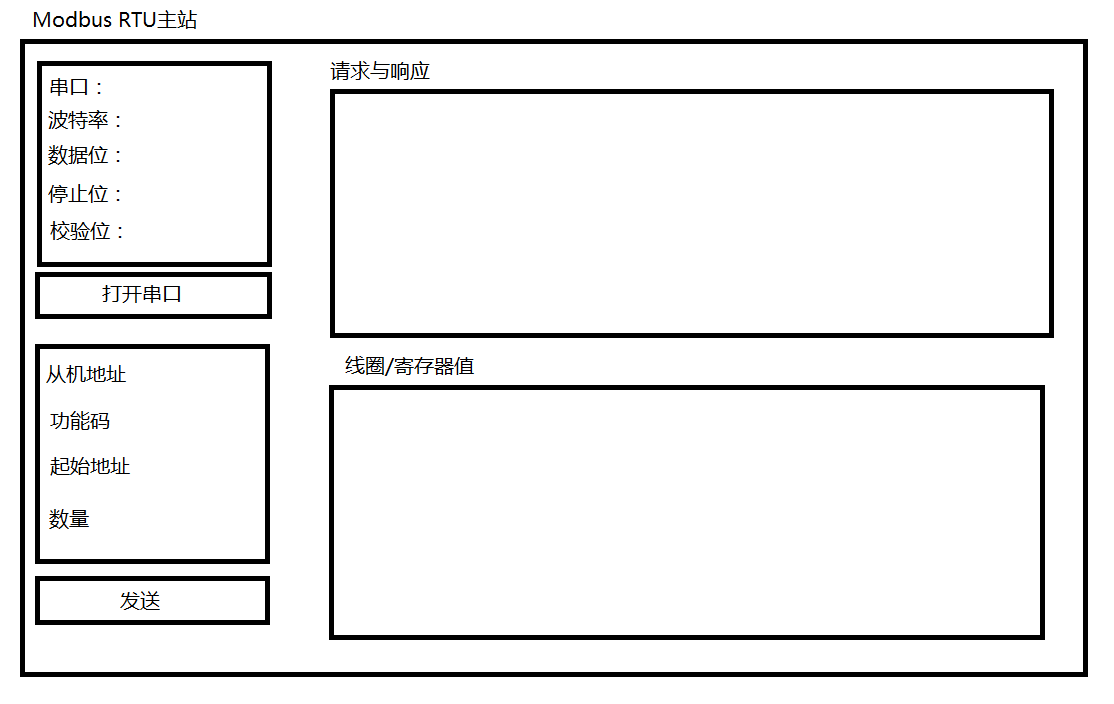 Modbus RTU主站
串口：
波特率：
数据位：
停止位：
校验位：
打开串口
从机地址
功能码
起始地址
数量
发送
请求与响应
线圈/寄存器值